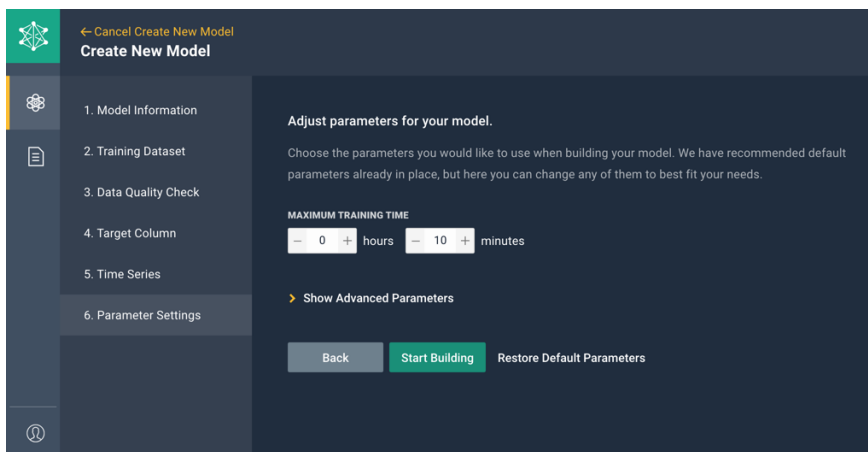 ← Cancel Create New Model
Create New Model
1. Model Information
2. Training Dataset
3. Data Quality Check
4. Target Column
5. Time Series
6. Parameter Settings
Adjust parameters for your model.
Choose the parameters you would like to use when building your model. We have recommended default
parameters already in place, but here you can change any of them to best fit your needs.
MAXIMUM TRAINING TIME
− 0 + hours − 10 + minutes
Show Advanced Parameters
Back Start Building Restore Default Parameters